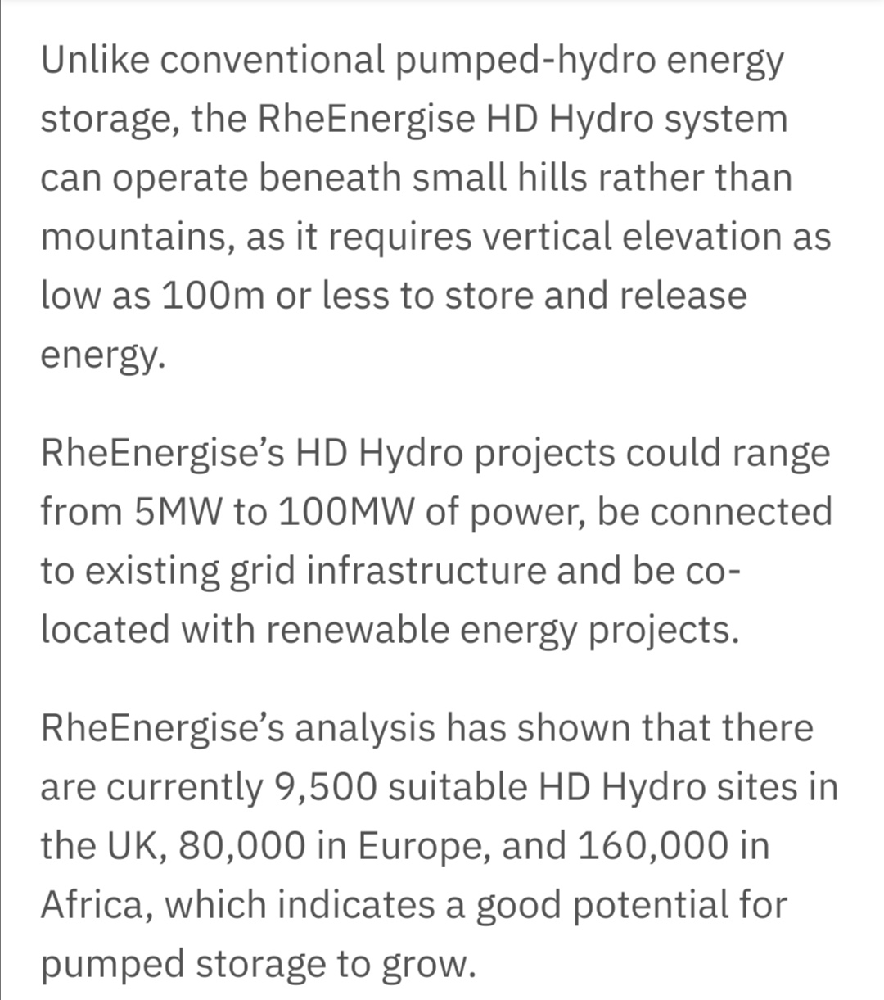 Unlike conventional pumped-hydro energy
storage, the RheEnergise HD Hydro system
can operate beneath small hills rather than
mountains, as it requires vertical elevation as
low as 100m or less to store and release
energy.
RheEnergise’s HD Hydro projects could range
from 5MW to 100MW of power, be connected
to existing grid infrastructure and be co-
located with renewable energy projects.
RheEnergise’s analysis has shown that there
are currently 9,500 suitable HD Hydro sites in
the UK, 80,000 in Europe, and 160,000 in
Africa, which indicates a good potential for
pumped storage to grow.